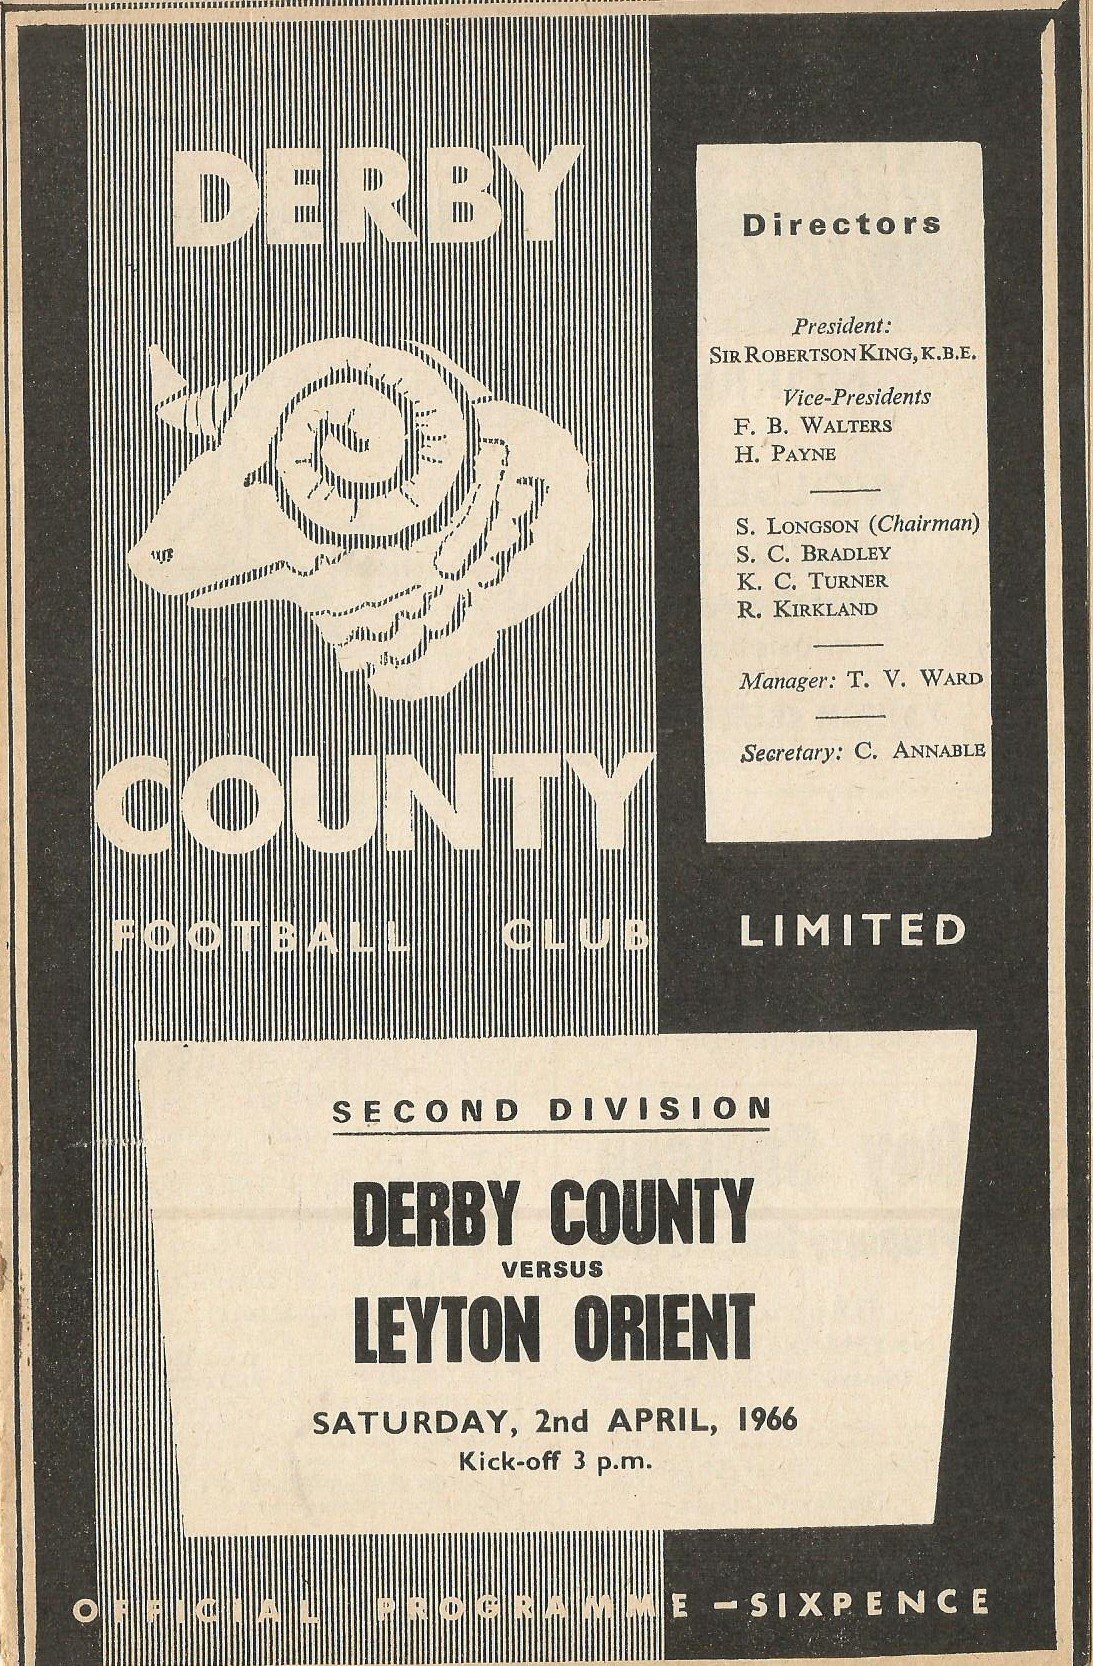 DERBY
COUNTY
FOOTBALL CLUB LIMITED
Directors
President:
SIR ROBERTSON KING, K.B.E.
Vice-Presidents
F. B. WALTERS
H. PAYNE
S. LONGSON (Chairman)
S. C. BRADLEY
K. C. TURNER
R. KIRKLAND
Manager: T. V. WARD
Secretary: C. ANNABLE
SECOND DIVISION
DERBY COUNTY
VERSUS
LEYTON ORIENT
SATURDAY, 2nd APRIL, 1966
Kick-off 3 p.m.
OFFICIAL PROGRAMME - SIXPENCE